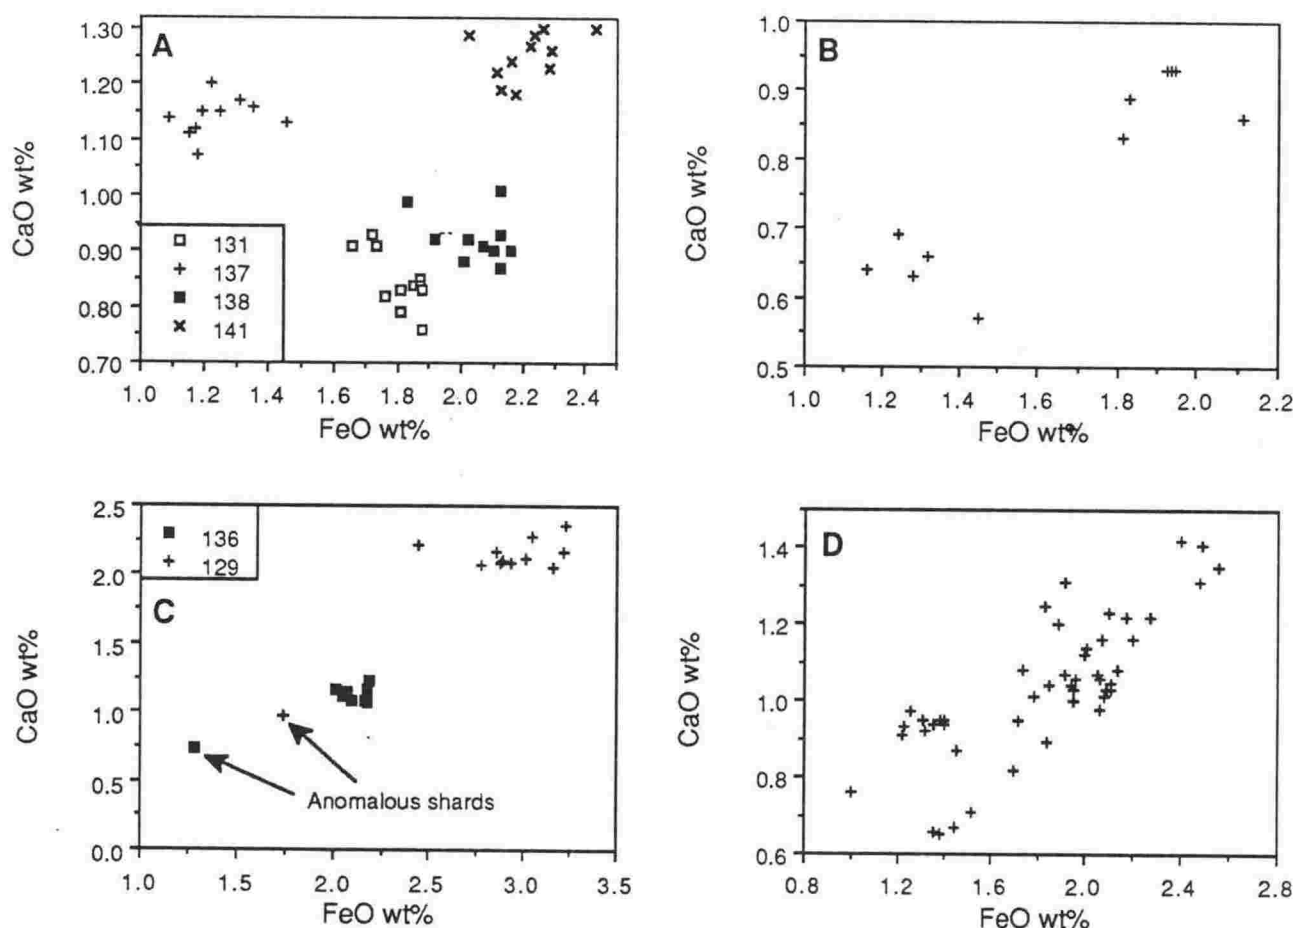 A
CaO wt%
1.30
1.20
1.10
1.00
0.90
0.80
0.70
131
137
138
141
1.0 1.2 1.4 1.6 1.8 2.0 2.2 2.4
FeO wt%
B
CaO wt%
1.0
0.9
0.8
0.7
0.6
0.5
1.0 1.2 1.4 1.6 1.8 2.0 2.2
FeO wt%
C
CaO wt%
2.5
2.0
1.5
1.0
0.5
0.0
136
129
Anomalous shards
1.0 1.5 2.0 2.5 3.0 3.5
FeO wt%
D
CaO wt%
1.4
1.2
1.0
0.8
0.6
0.8 1.2 1.6 2.0 2.4 2.8
FeO wt%